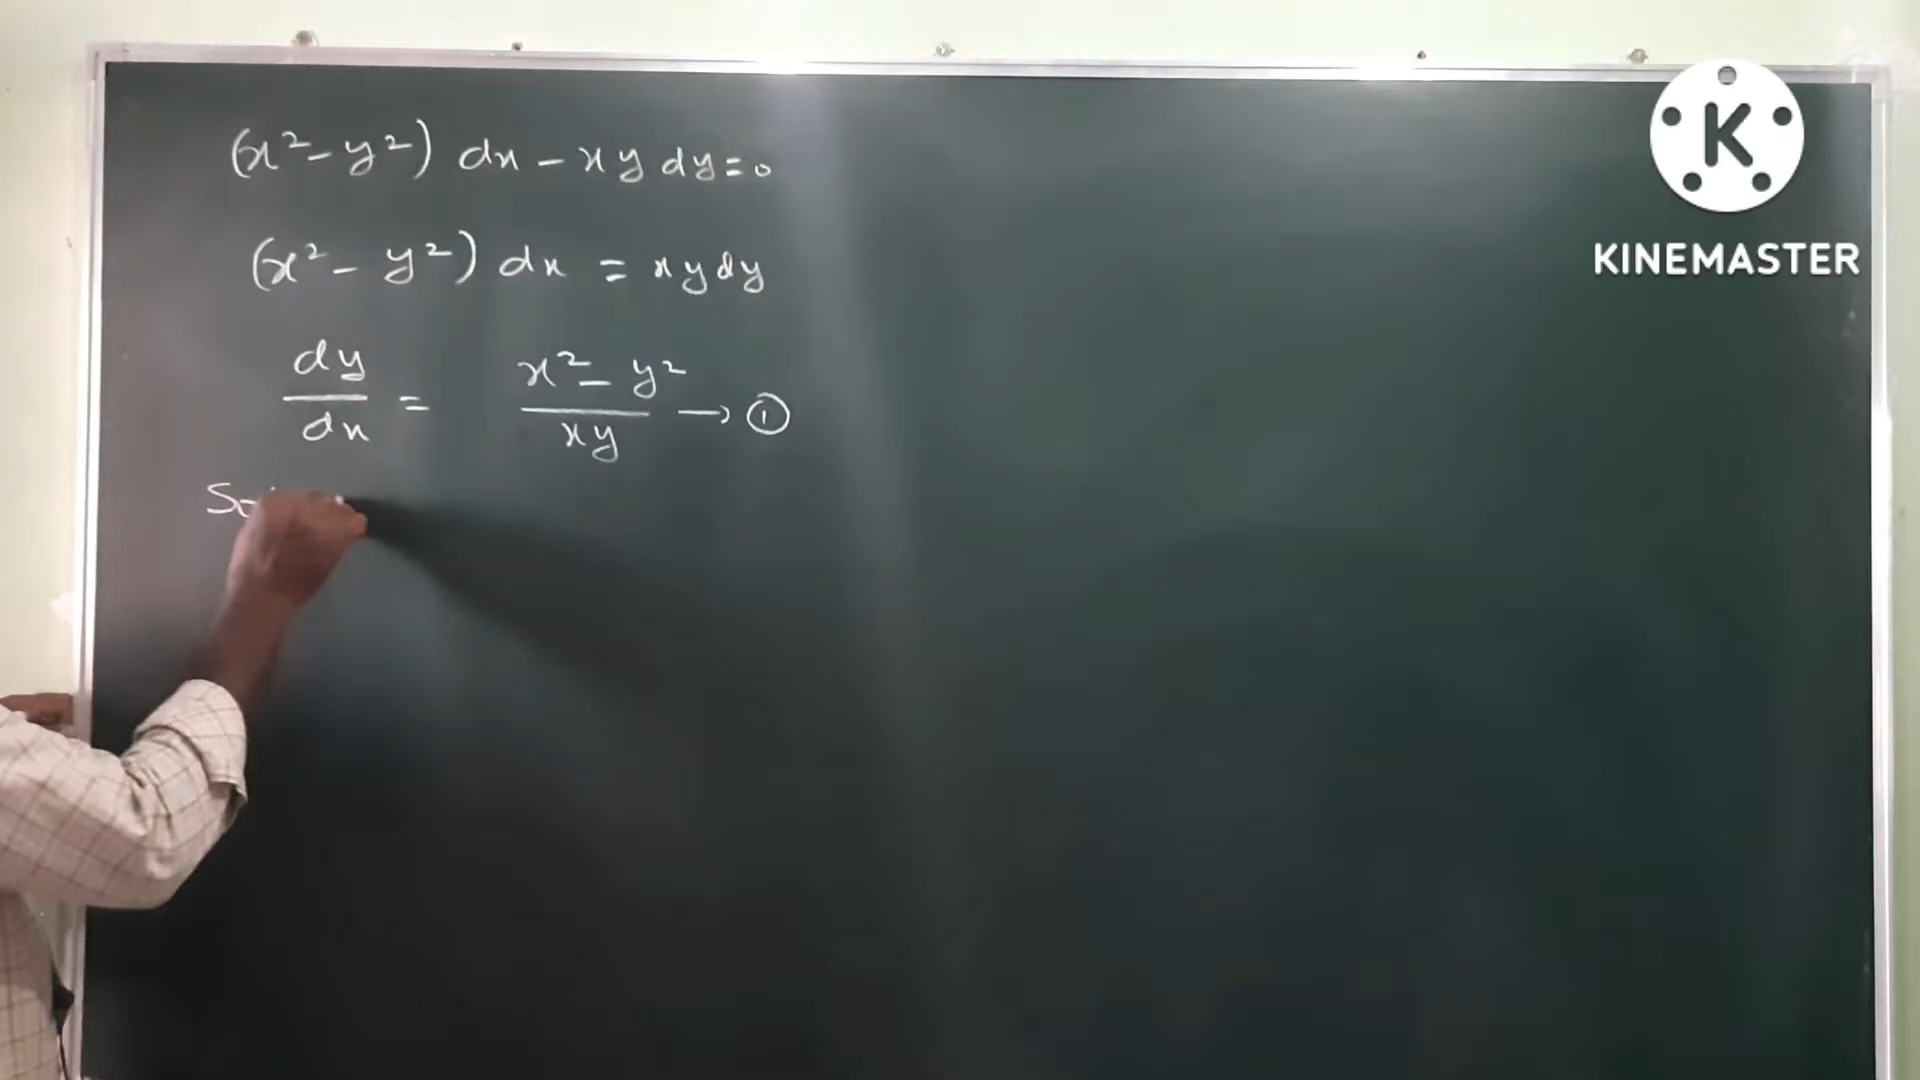 (x² - y²) dx - xy dy = 0
(x² - y²) dx = xy dy
dy/dx = x² - y² / xy → ①
K
KINEMASTER